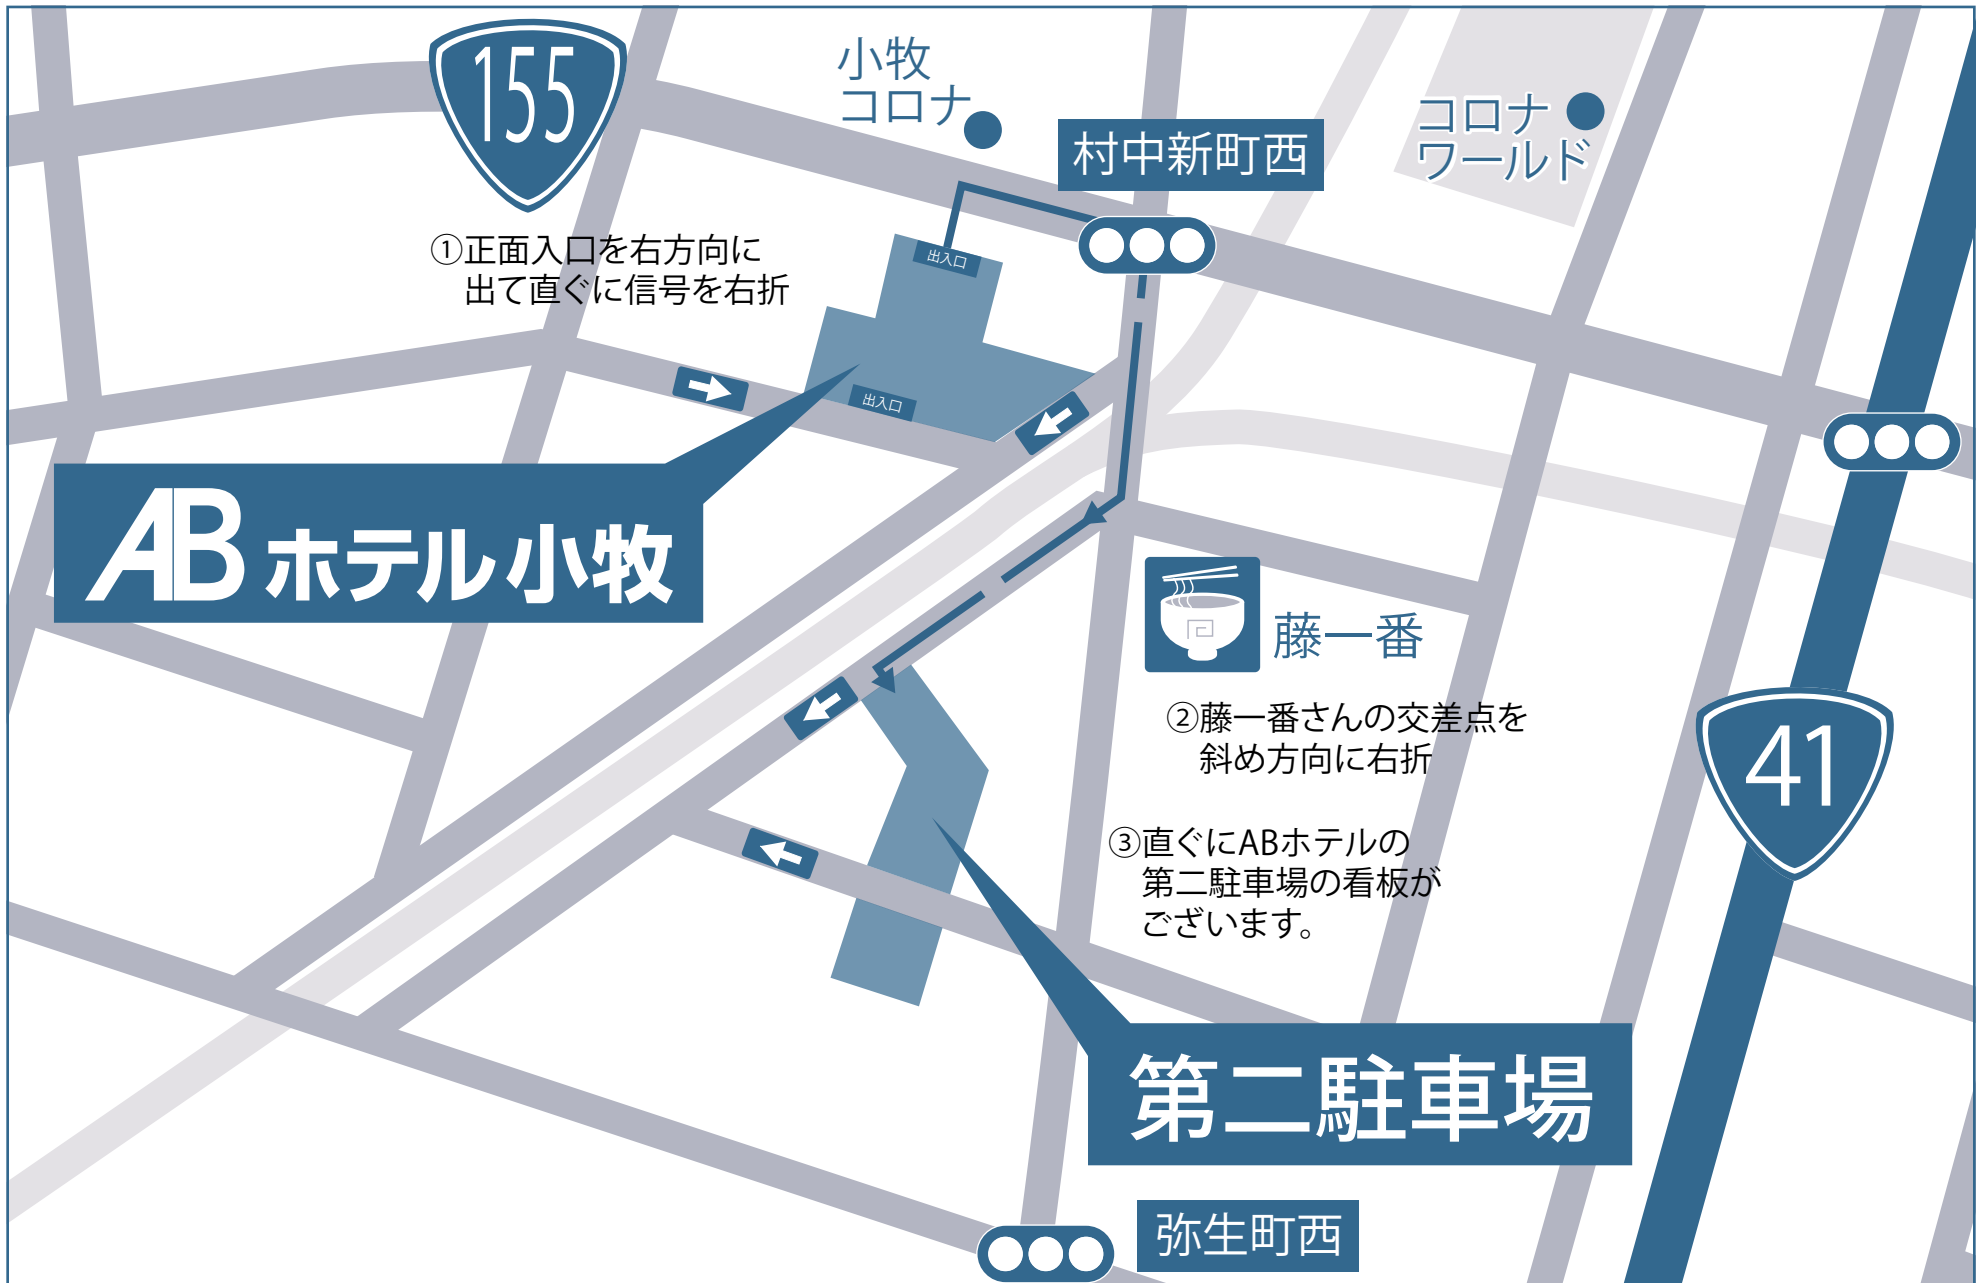 155
小牧
コロナ
村中新町西
コロナ
ワールド
①正面入口を右方向に
出て直ぐに信号を右折
出入口
出入口
ABホテル小牧
藤一番
②藤一番さんの交差点を
斜め方向に右折
41
③直ぐにABホテルの
第二駐車場の看板が
ございます。
第二駐車場
弥生町西